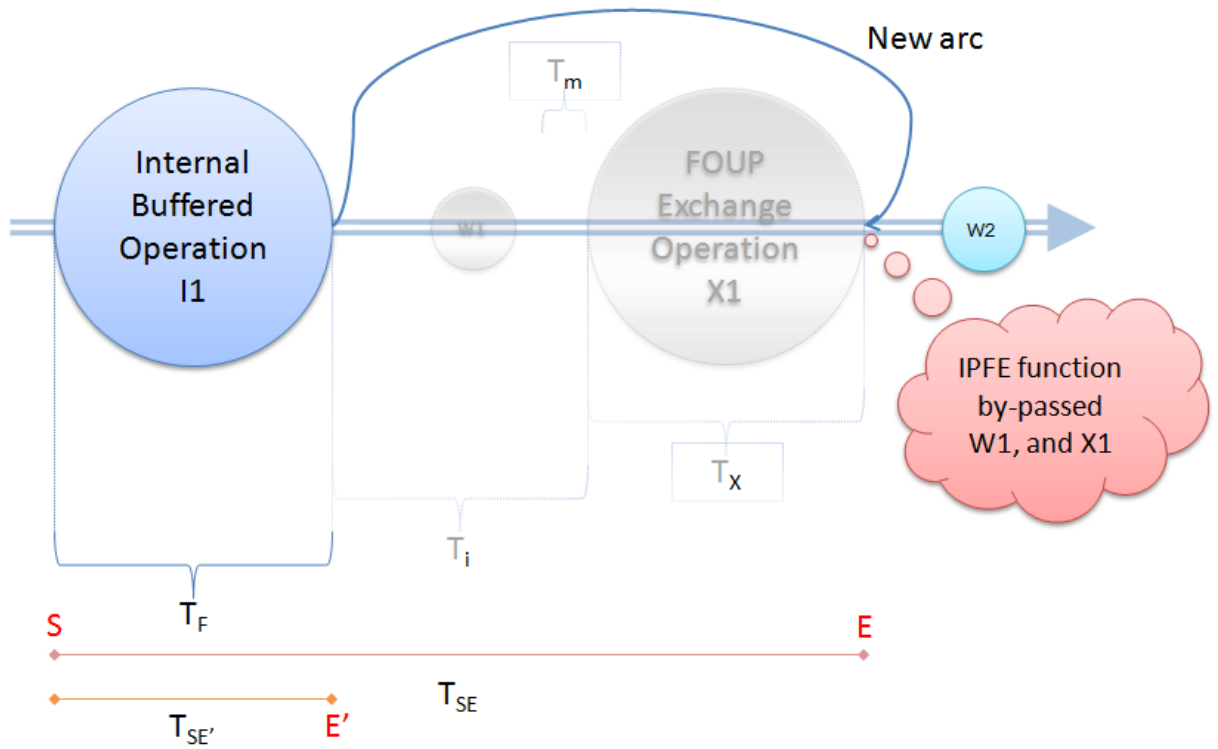 New arc
Tm
Internal
Buffered
Operation
I1
W1
FOUP
Exchange
Operation
X1
W2
IPFE function
by-passed
W1, and X1
TX
Ti
TF
S
E
TSE
TSE'
E'